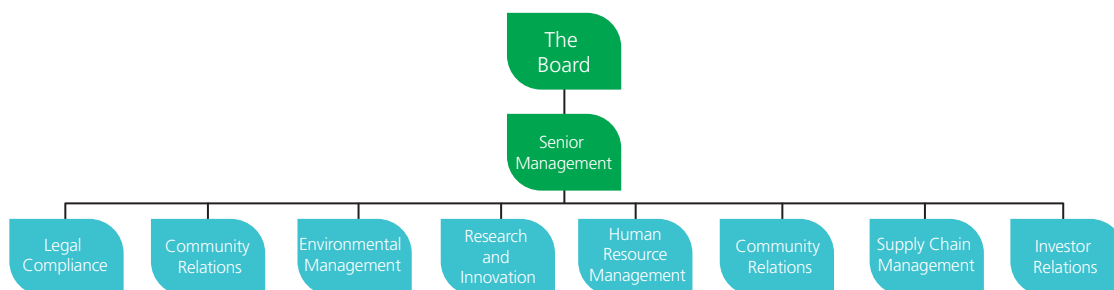 The
Board
Senior
Management
Legal
Compliance
Community
Relations
Environmental
Management
Research
and
Innovation
Human
Resource
Management
Community
Relations
Supply Chain
Management
Investor
Relations